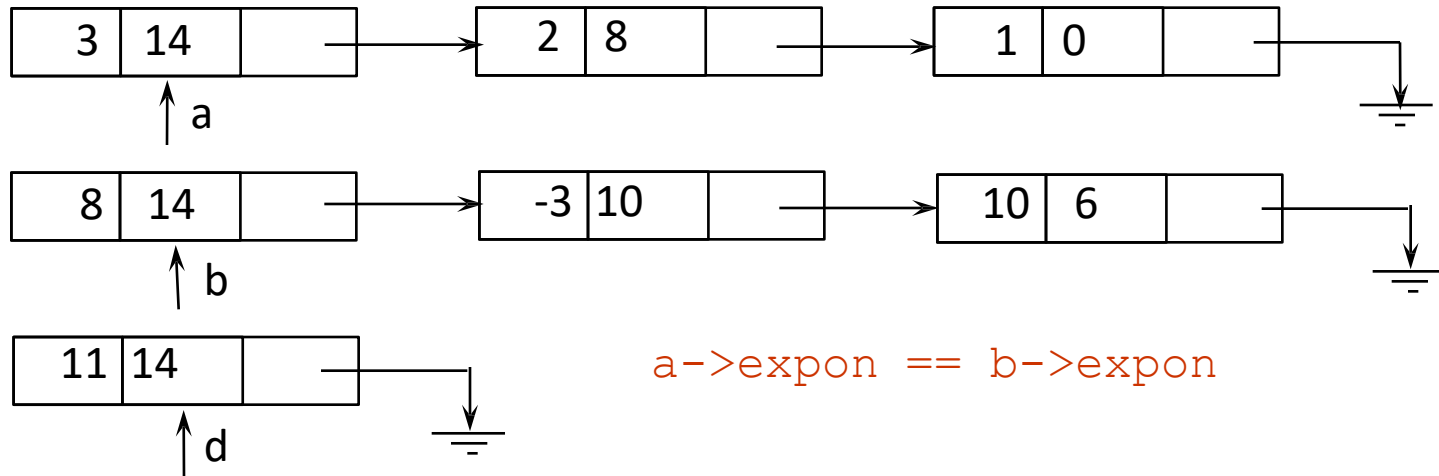 3 14 2 8 1 0
a
8 14 -3 10 10 6
b
11 14
a->expon == b->expon
d